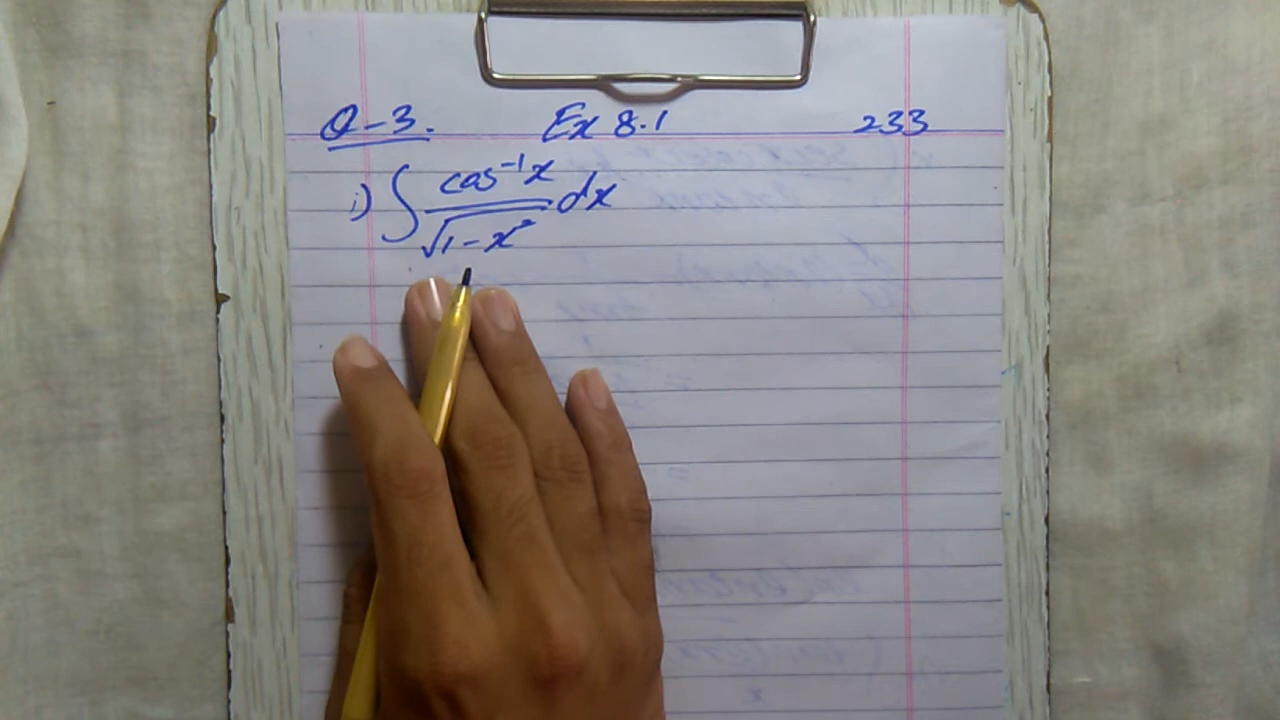 Q-3. Ex 8.1 233
i) ∫ cos⁻¹x / √1-x² dx